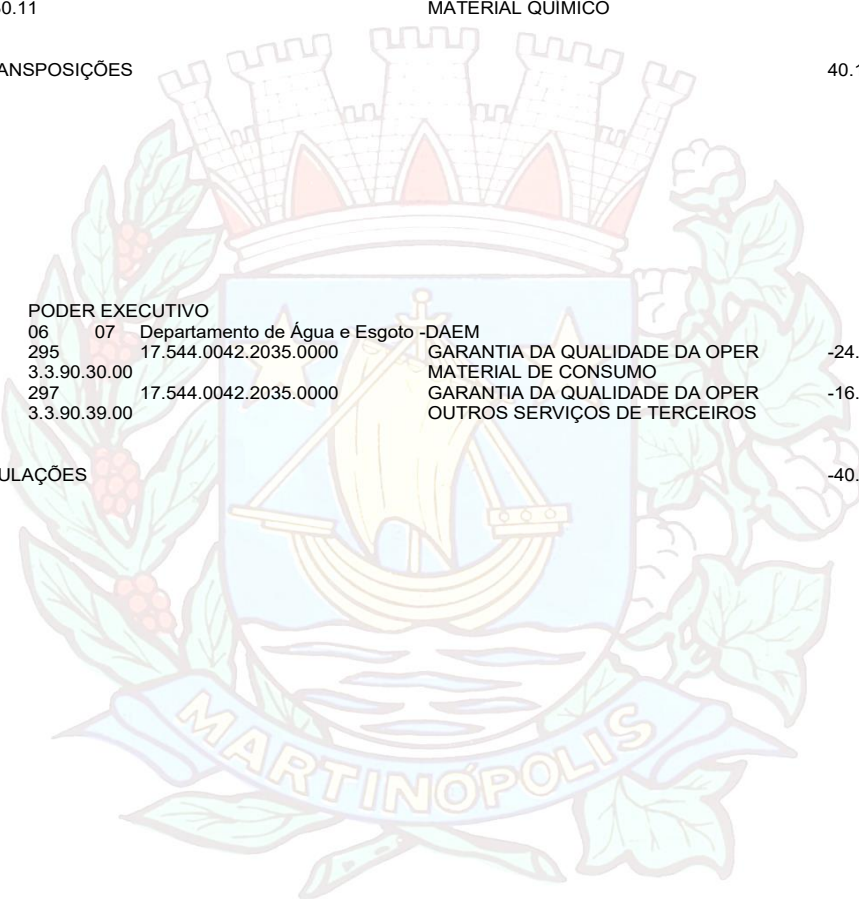 0.11 MATERIAL QUÍMICO
ANSPOSIÇÕES 40.1
PODER EXECUTIVO
06 07 Departamento de Água e Esgoto -DAEM
295 17.544.0042.2035.0000 GARANTIA DA QUALIDADE DA OPER -24.
3.3.90.30.00 MATERIAL DE CONSUMO
297 17.544.0042.2035.0000 GARANTIA DA QUALIDADE DA OPER -16.
3.3.90.39.00 OUTROS SERVIÇOS DE TERCEIROS
ULAÇÕES -40.
MARTINÓPOLIS